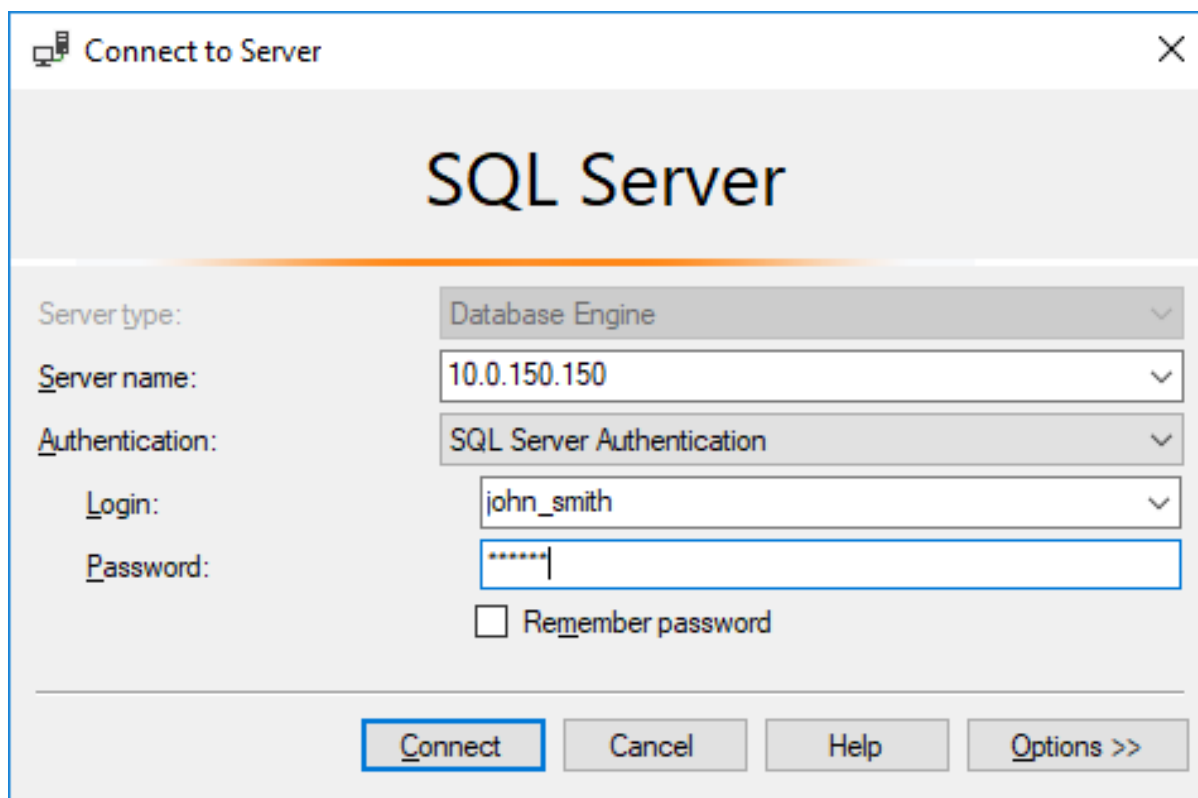 Connect to Server
SQL Server
Server type: Database Engine
Server name: 10.0.150.150
Authentication: SQL Server Authentication
Login: john_smith
Password: ******
Remember password
Connect Cancel Help Options >>